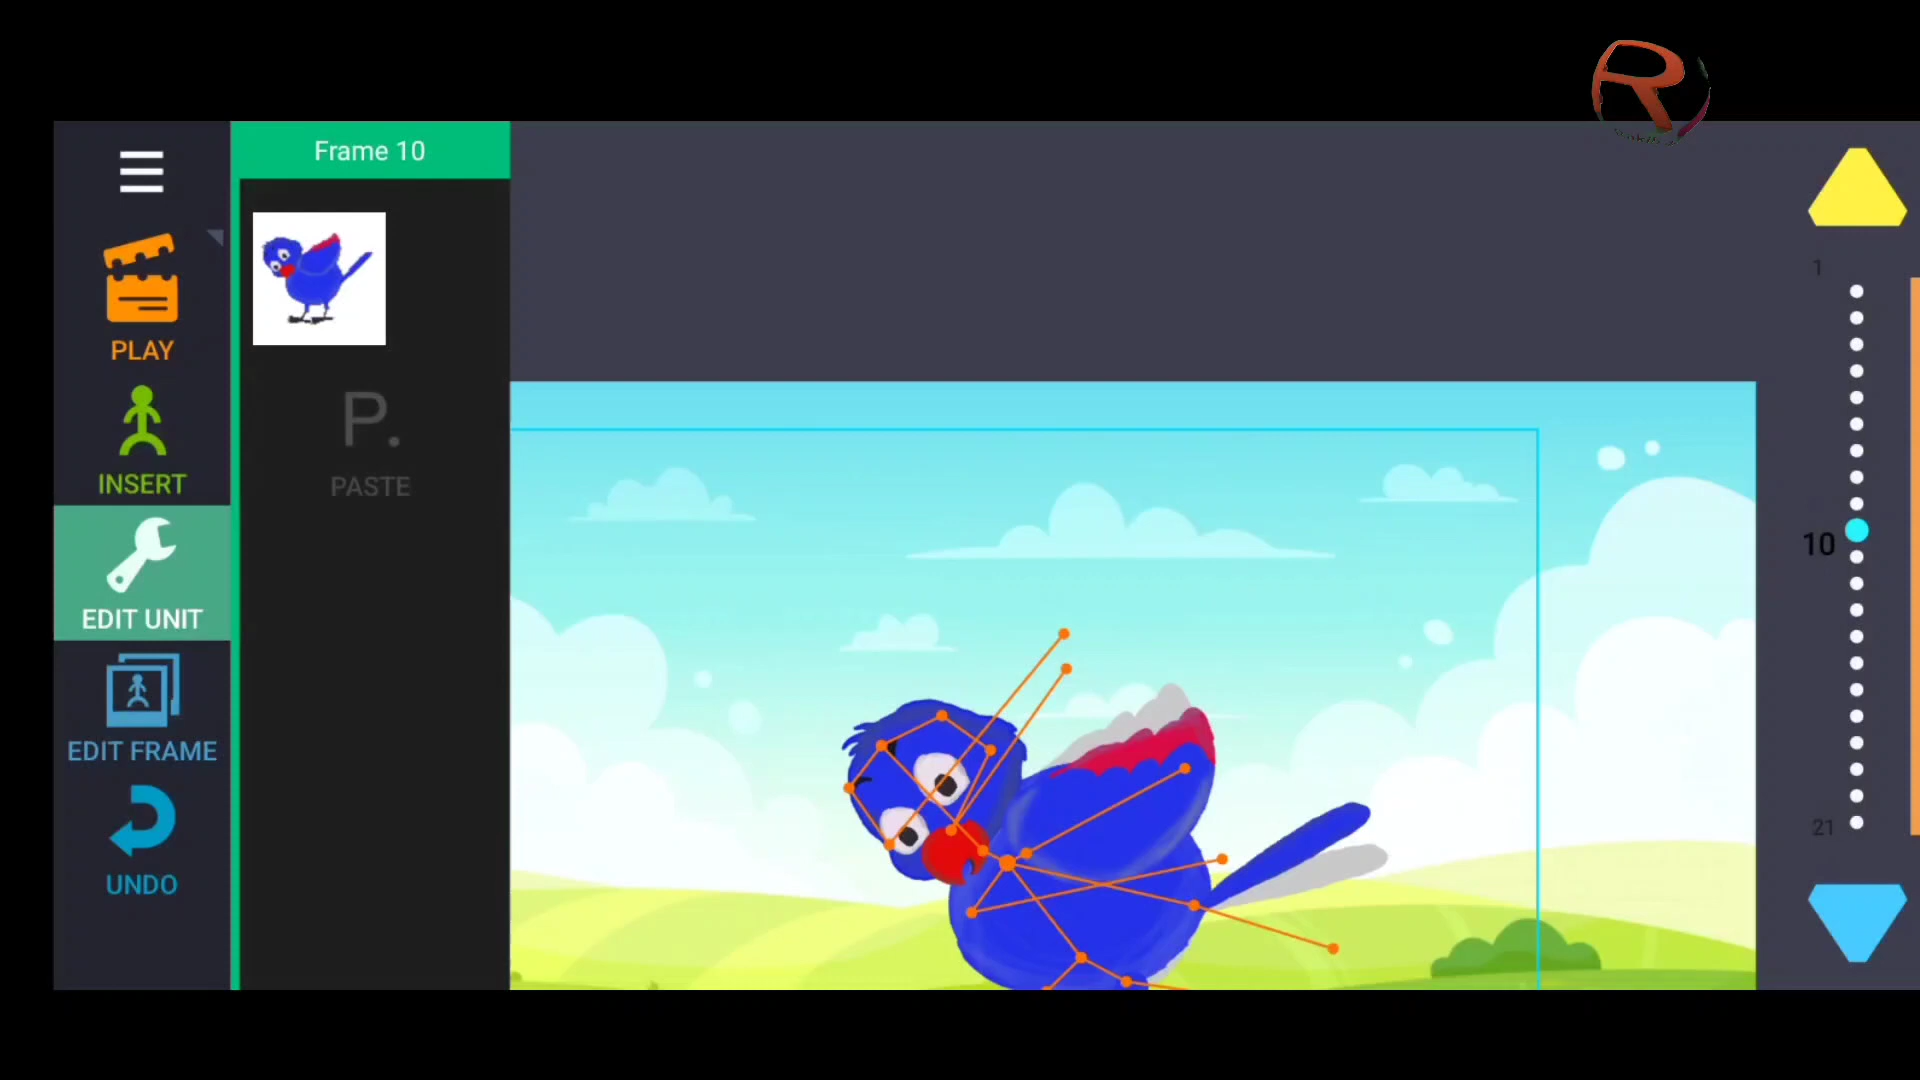 Frame 10
PLAY
INSERT
P.
PASTE
EDIT UNIT
EDIT FRAME
UNDO
1
10
21
R